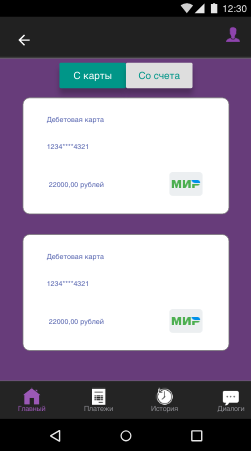 12:30
С карты Со счета
Дебетовая карта
1234****4321
22000,00 рублей
МИР
Дебетовая карта
1234****4321
22000,00 рублей
МИР
Главный Платежи История Диалоги